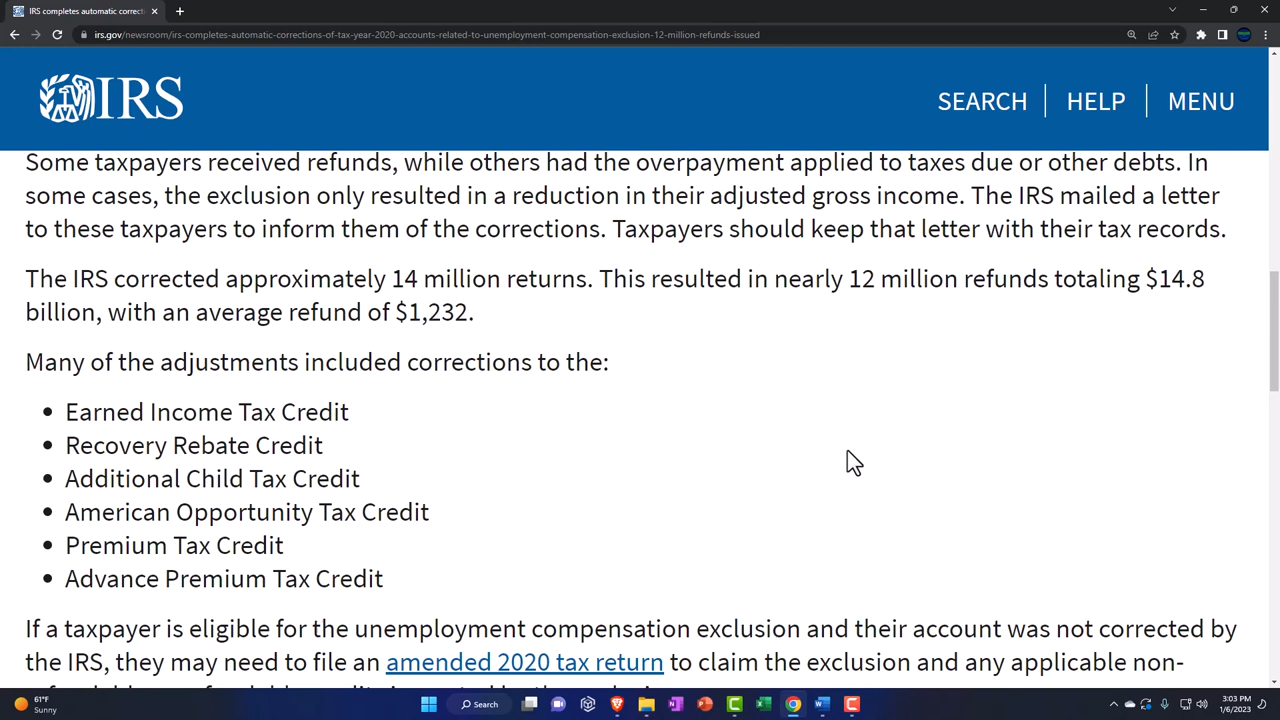 IRS completes automatic correcti
irs.gov/newsroom/irs-completes-automatic-corrections-of-tax-year-2020-accounts-related-to-unemployment-compensation-exclusion-12-million-refunds-issued
IRS
SEARCH HELP MENU
Some taxpayers received refunds, while others had the overpayment applied to taxes due or other debts. In
some cases, the exclusion only resulted in a reduction in their adjusted gross income. The IRS mailed a letter
to these taxpayers to inform them of the corrections. Taxpayers should keep that letter with their tax records.
The IRS corrected approximately 14 million returns. This resulted in nearly 12 million refunds totaling $14.8
billion, with an average refund of $1,232.
Many of the adjustments included corrections to the:
• Earned Income Tax Credit
• Recovery Rebate Credit
• Additional Child Tax Credit
• American Opportunity Tax Credit
• Premium Tax Credit
• Advance Premium Tax Credit
If a taxpayer is eligible for the unemployment compensation exclusion and their account was not corrected by
the IRS, they may need to file an amended 2020 tax return to claim the exclusion and any applicable non-
61°F
Sunny
Search
3:03 PM
1/6/2023